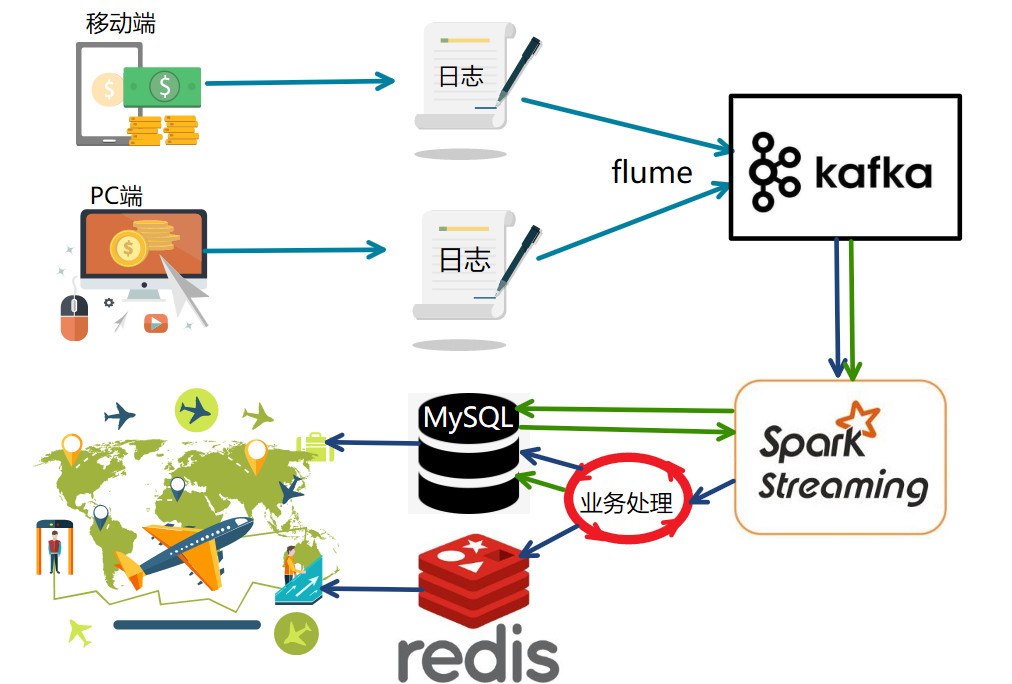 移动端
日志
flume
kafka
PC端
日志
MySQL
业务处理
Spark
Streaming
redis